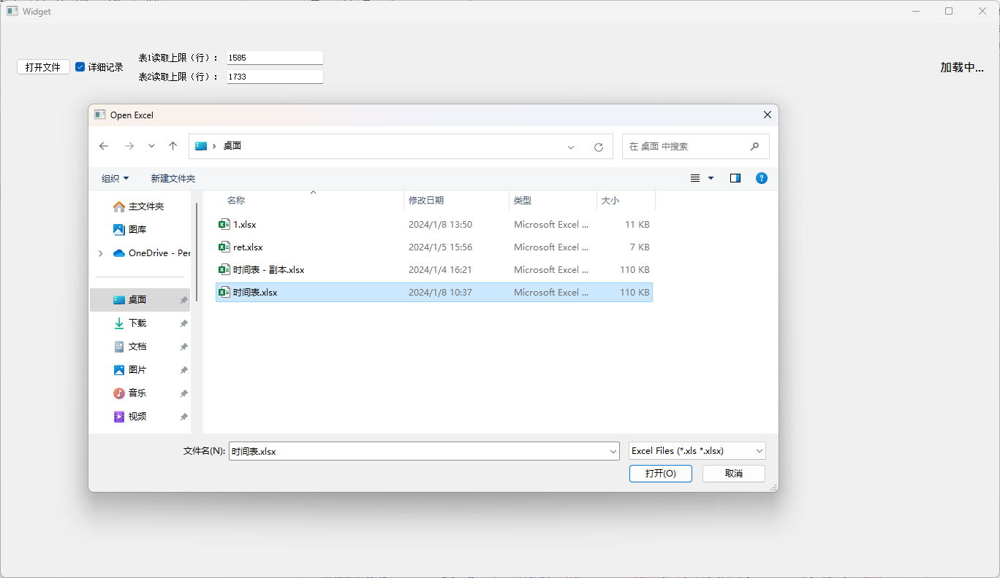 Widget
打开文件
详细记录
表1读取上限（行）：
1585
表2读取上限（行）：
1733
加载中...
Open Excel
桌面
在 桌面 中搜索
组织
新建文件夹
主文件夹
图库
OneDrive - Per
桌面
下载
文档
图片
音乐
视频
名称 修改日期 类型 大小
1.xlsx 2024/1/8 13:50 Microsoft Excel ... 11 KB
ret.xlsx 2024/1/5 15:56 Microsoft Excel ... 7 KB
时间表 - 副本.xlsx 2024/1/4 16:21 Microsoft Excel ... 110 KB
时间表.xlsx 2024/1/8 10:37 Microsoft Excel ... 110 KB
文件名(N): 时间表.xlsx
Excel Files (*.xls *.xlsx)
打开(O) 取消